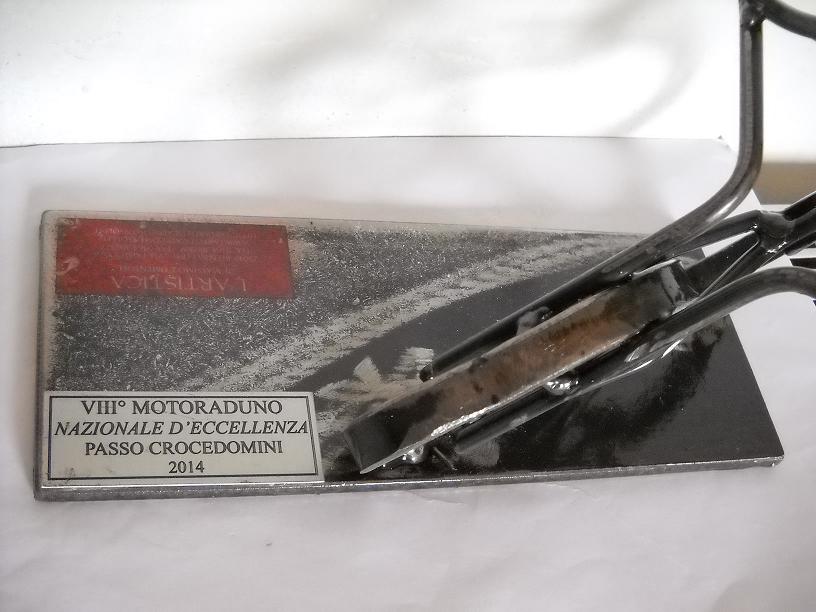 VIII° MOTORADUNO
NAZIONALE D'ECCELLENZA
PASSO CROCEDOMINI
2014
L'ARTISTICA